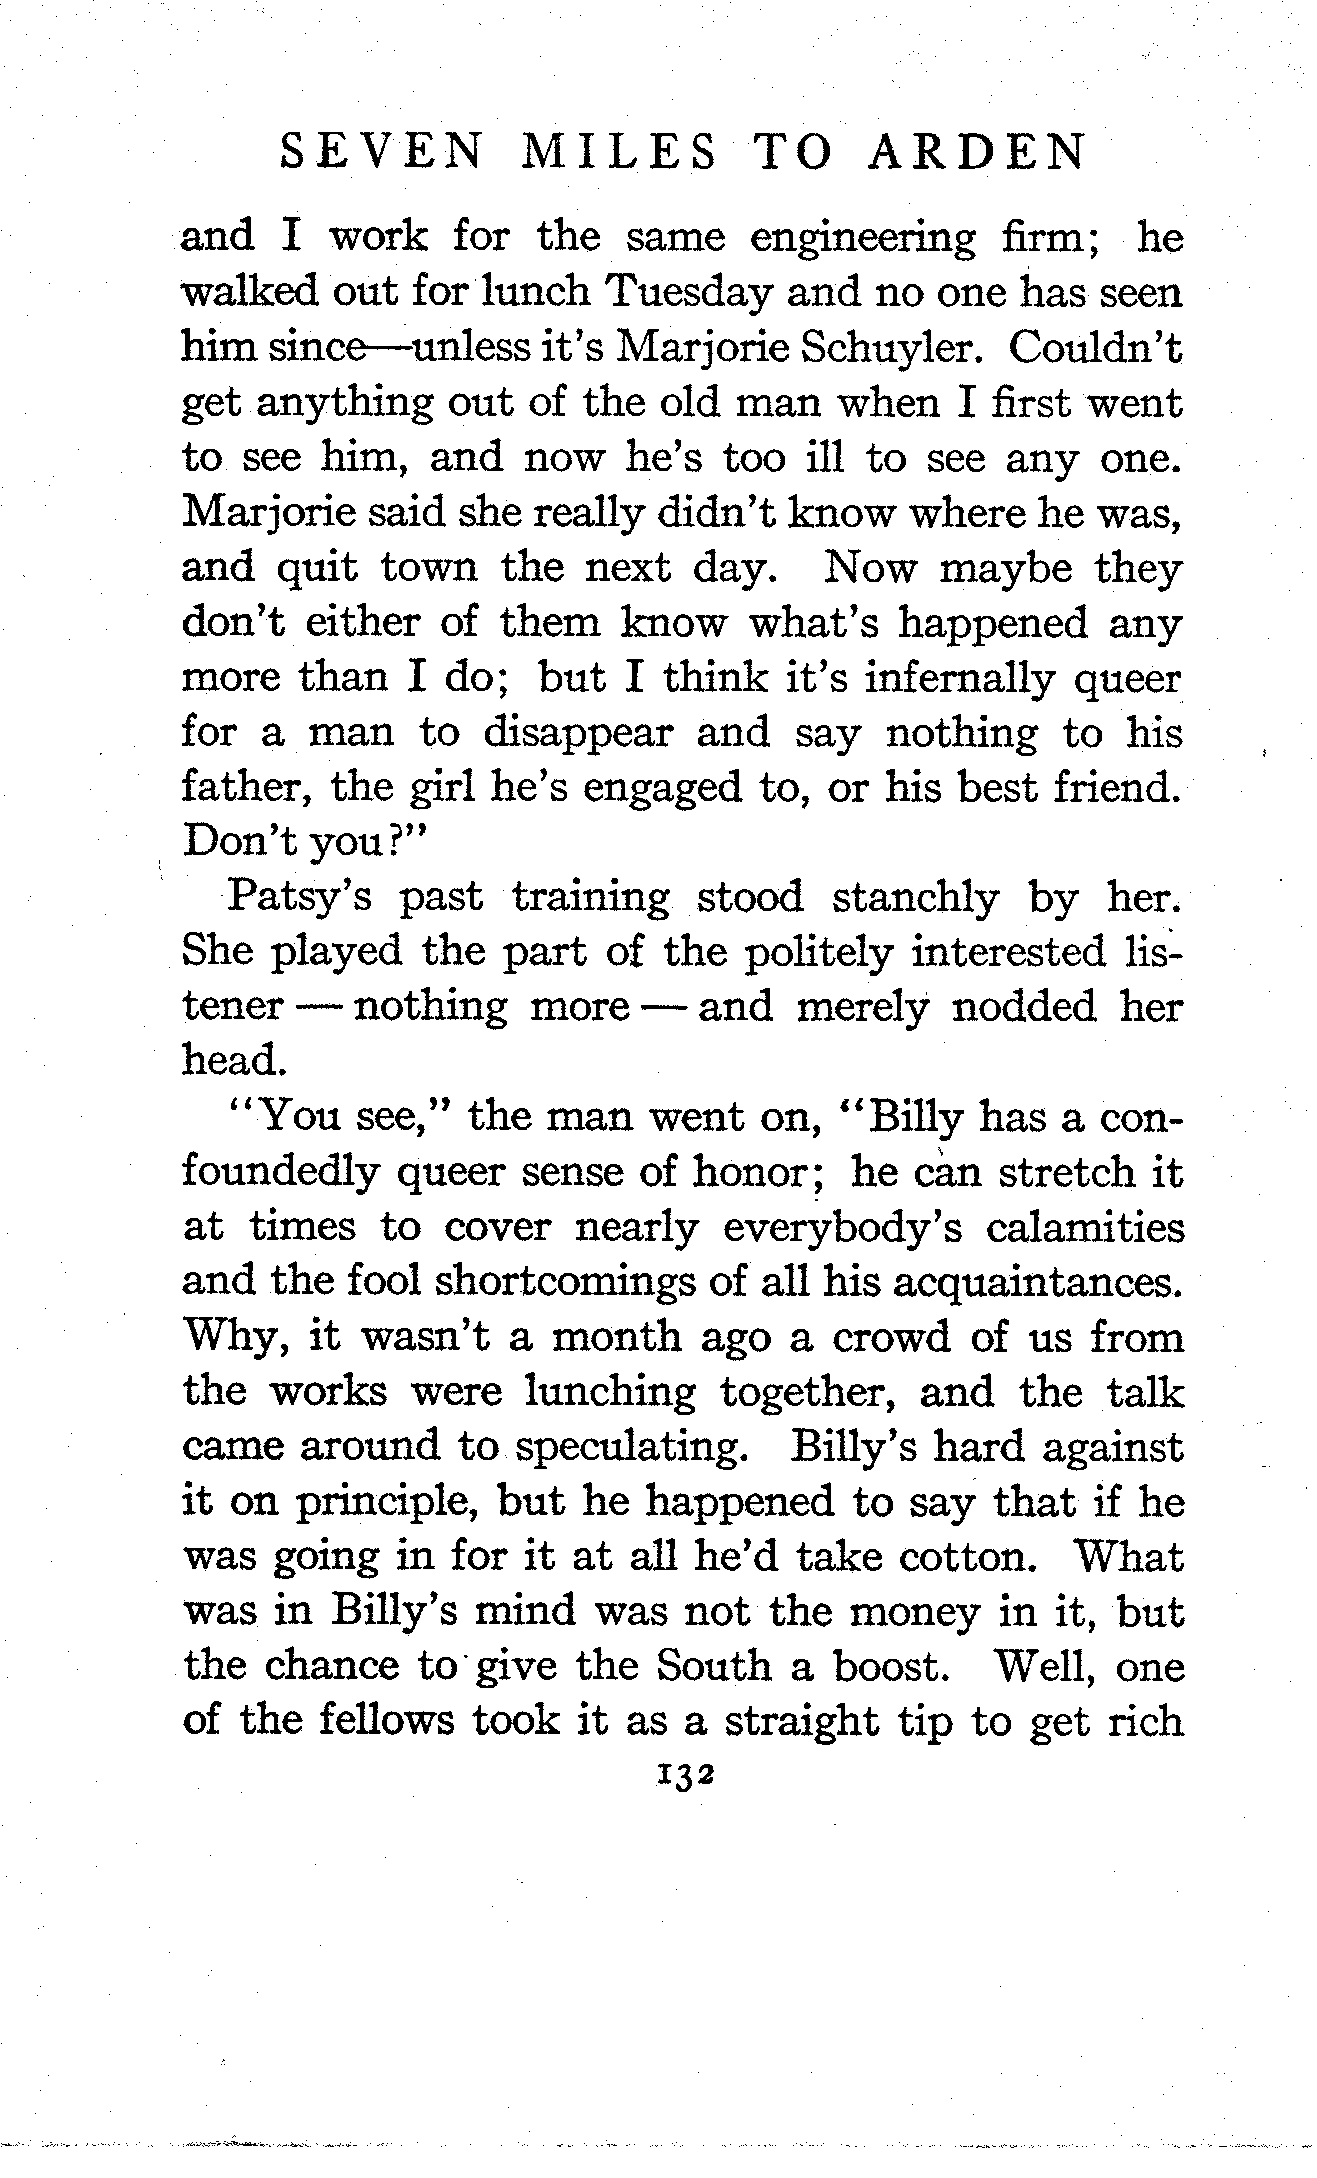 SEVEN MILES TO ARDEN
and I work for the same engineering firm; he
walked out for lunch Tuesday and no one has seen
him since—unless it's Marjorie Schuyler. Couldn't
get anything out of the old man when I first went
to see him, and now he's too ill to see any one.
Marjorie said she really didn't know where he was,
and quit town the next day. Now maybe they
don't either of them know what's happened any
more than I do; but I think it's infernally queer
for a man to disappear and say nothing to his
father, the girl he's engaged to, or his best friend.
Don't you?"
Patsy's past training stood stanchly by her.
She played the part of the politely interested lis-
tener — nothing more — and merely nodded her
head.
"You see," the man went on, "Billy has a con-
foundedly queer sense of honor; he can stretch it
at times to cover nearly everybody's calamities
and the fool shortcomings of all his acquaintances.
Why, it wasn't a month ago a crowd of us from
the works were lunching together, and the talk
came around to speculating. Billy's hard against
it on principle, but he happened to say that if he
was going in for it at all he'd take cotton. What
was in Billy's mind was not the money in it, but
the chance to give the South a boost. Well, one
of the fellows took it as a straight tip to get rich
132